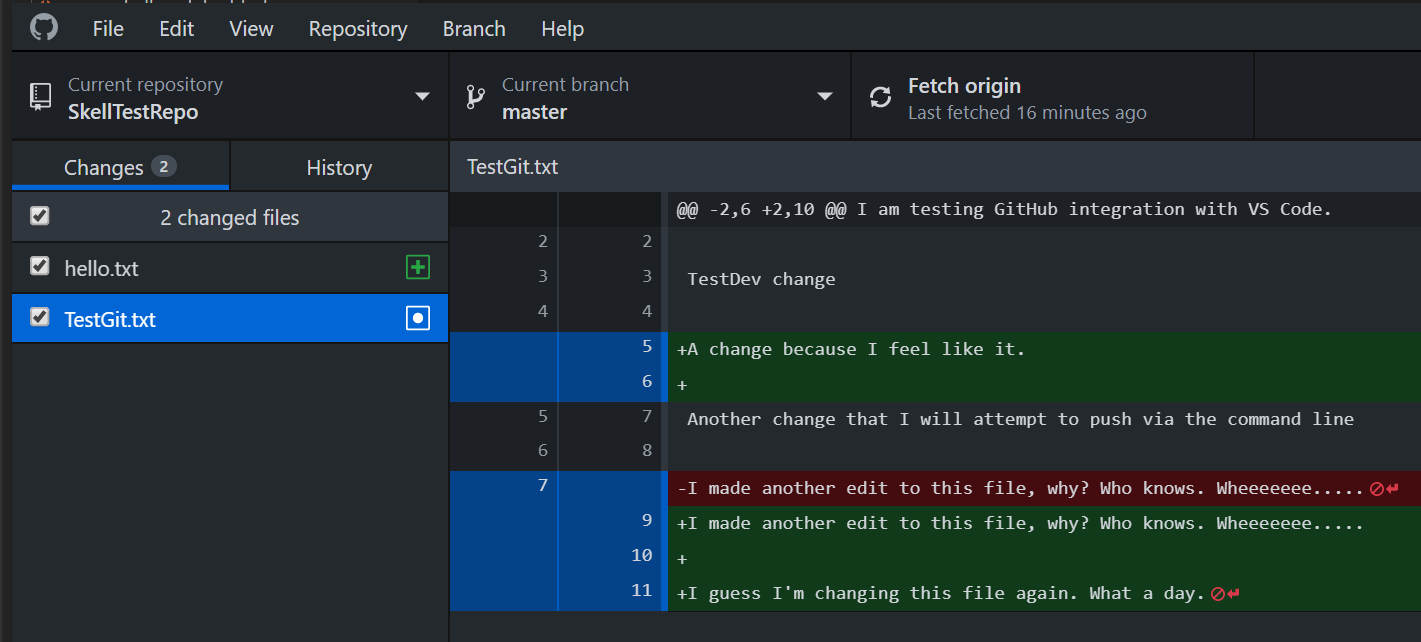 File Edit View Repository Branch Help
Current repository
SkellTestRepo
Current branch
master
Fetch origin
Last fetched 16 minutes ago
Changes 2
History
2 changed files
hello.txt
TestGit.txt
TestGit.txt
@@ -2,6 +2,10 @@ I am testing GitHub integration with VS Code.
2 2
3 3 TestDev change
4 4
5 +A change because I feel like it.
6 +
5 7 Another change that I will attempt to push via the command line
6 8
7 -I made another edit to this file, why? Who knows. Wheeeeeee.....
9 +I made another edit to this file, why? Who knows. Wheeeeeee.....
10 +
11 +I guess I'm changing this file again. What a day.